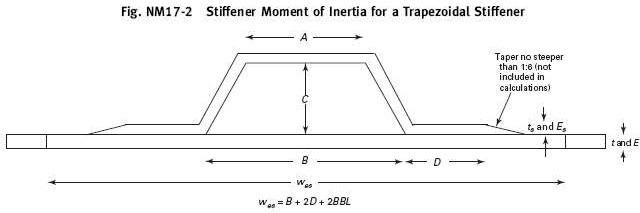 Fig. NM17-2 Stiffener Moment of Inertia for a Trapezoidal Stiffener
A
Taper no steeper
than 1:6 (not
included in
calculations)
C
ts and Es
t and E
B
D
Wes
Wes = B + 2D + 2BBL